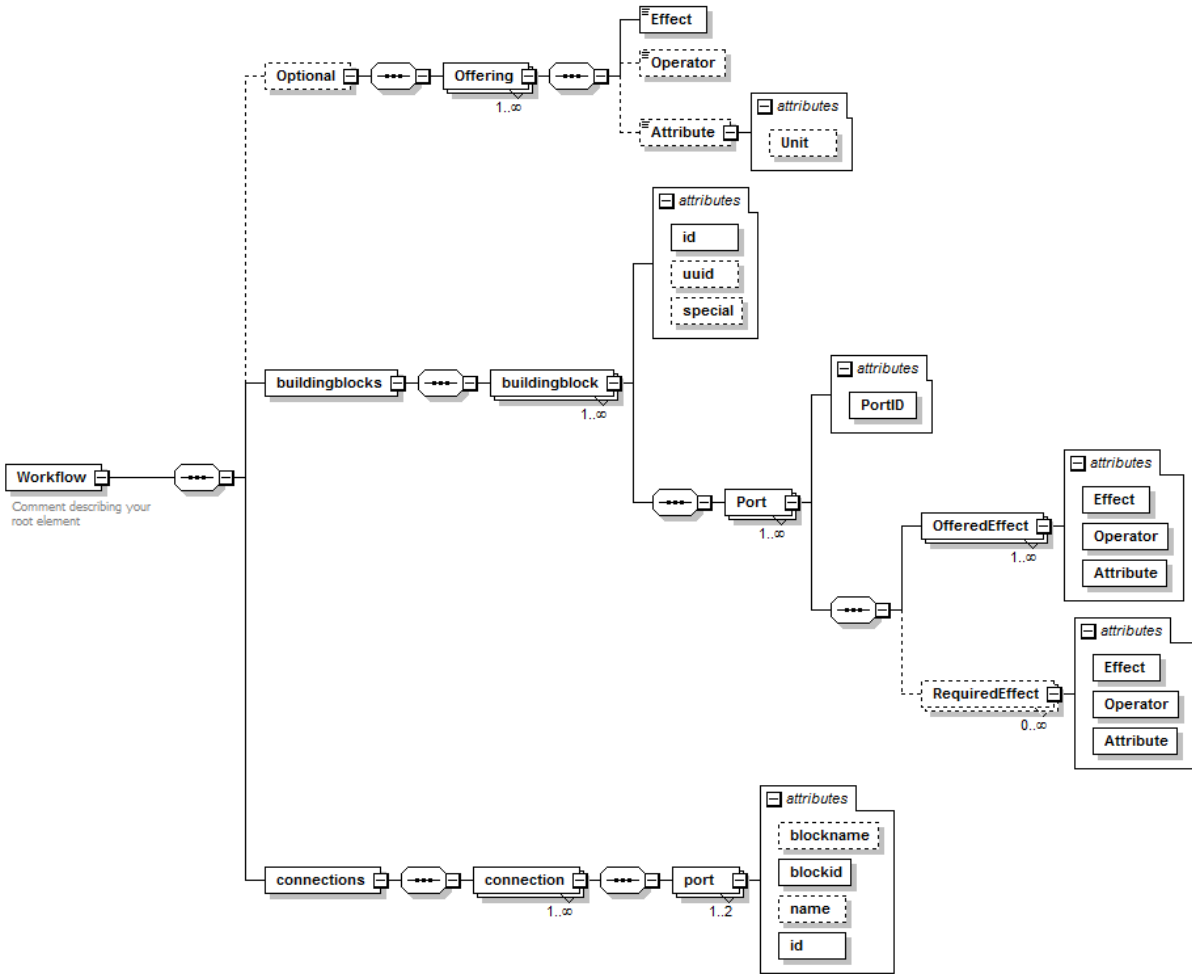 Effect
Optional
Offering
Operator
1..∞
attributes
Attribute
Unit
attributes
id
uuid
special
buildingblocks
buildingblock
1..∞
attributes
PortID
Workflow
Comment describing your
root element
Port
1..∞
attributes
Effect
OfferedEffect
Operator
1..∞
Attribute
attributes
Effect
RequiredEffect
Operator
0..∞
Attribute
attributes
blockname
connections
connection
port
blockid
1..∞
1..2
name
id